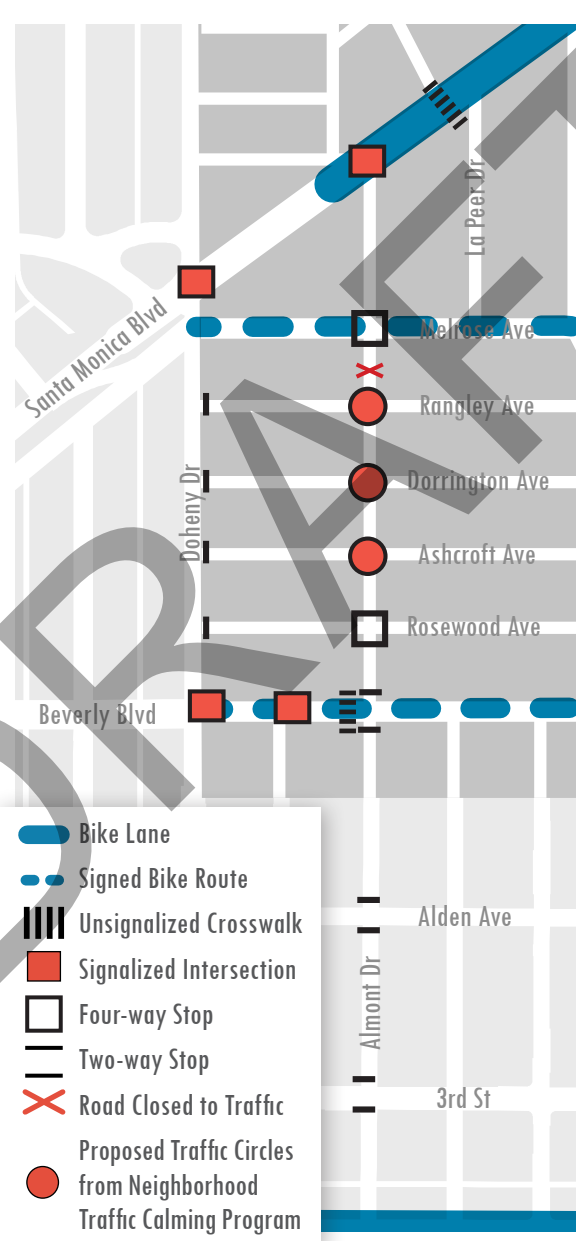 La Peer Dr
Melrose Ave
Santa Monica Blvd
Rangley Ave
Dorrington Ave
Doheny Dr
Ashcroft Ave
Rosewood Ave
Beverly Blvd
DRAFT
Bike Lane
Signed Bike Route
Unsignalized Crosswalk
Signalized Intersection
Four-way Stop
Two-way Stop
Road Closed to Traffic
Proposed Traffic Circles
from Neighborhood
Traffic Calming Program
Alden Ave
Almont Dr
3rd St